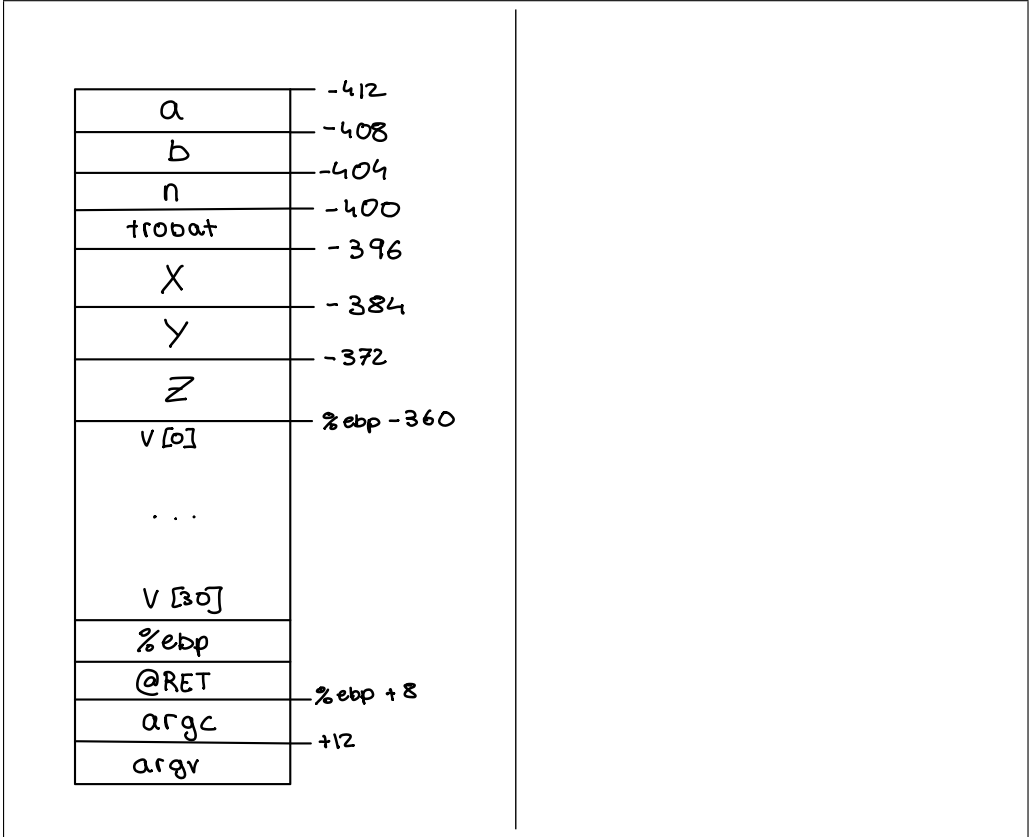 -412
a
-408
b
-404
n
-400
trobat
-396
X
-384
Y
-372
Z
%ebp -360
V[0]
...
V[30]
%ebp
@RET
%ebp +8
argc
+12
argv